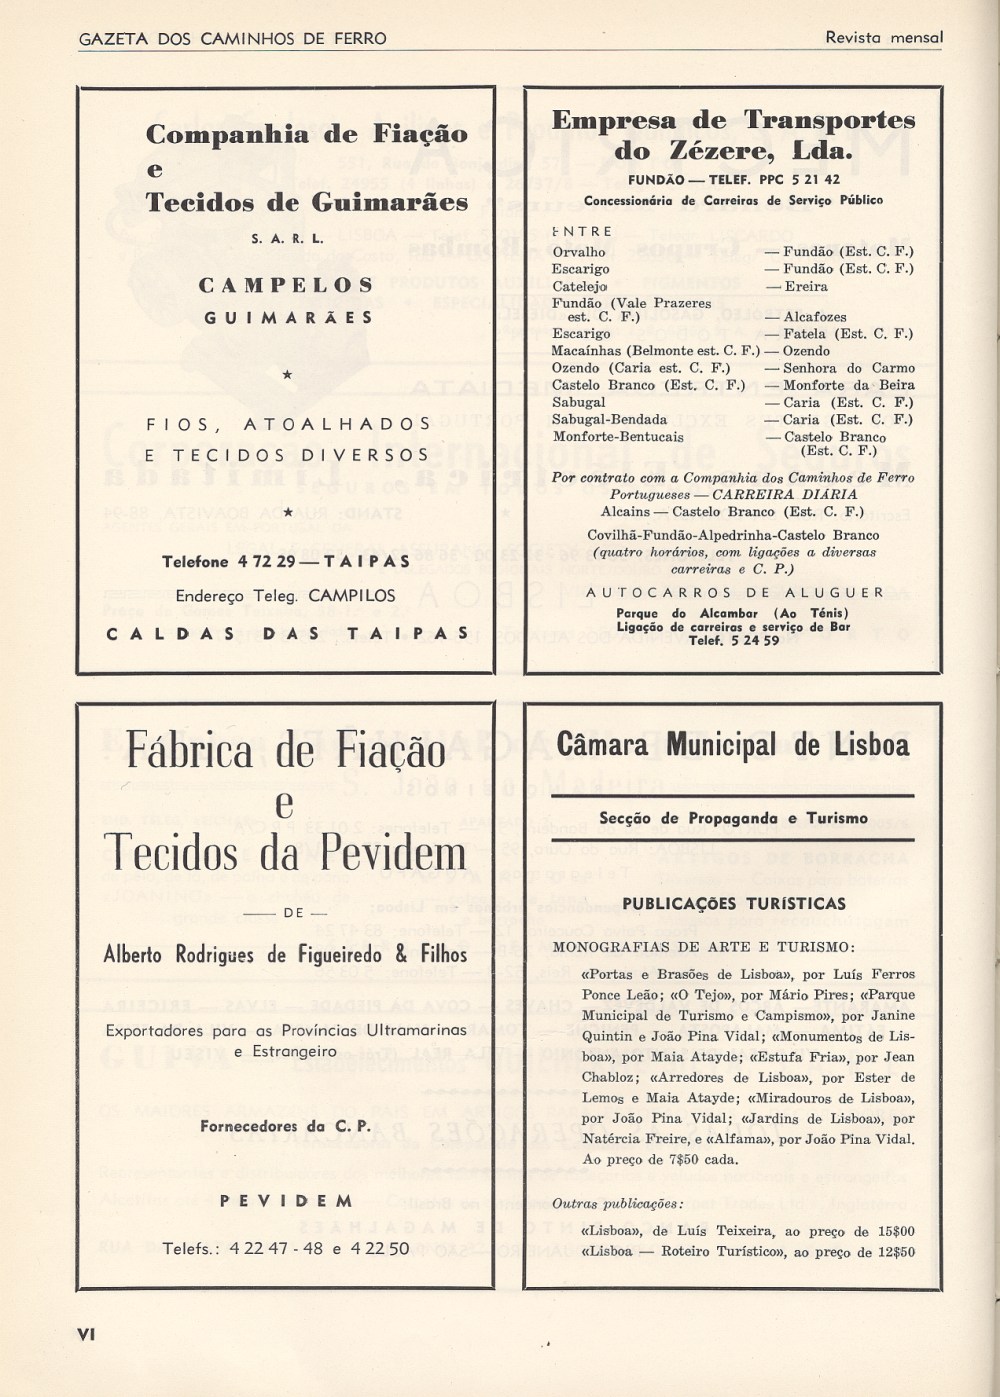 GAZETA DOS CAMINHOS DE FERRO
Revista mensal
Companhia de Fiação
e
Tecidos de Guimarães
S. A. R. L.
CAMPELOS
GUIMARÃES
★
FIOS, ATOALHADOS
E TECIDOS DIVERSOS
★
Telefone 4 72 29 — TAIPAS
Endereço Teleg. CAMPILOS
CALDAS DAS TAIPAS
Empresa de Transportes
do Zézere, Lda.
FUNDÃO — TELEF. PPC 5 21 42
Concessionária de Carreiras de Serviço Público
ENTRE
Orvalho — Fundão (Est. C. F.)
Escarigo — Fundão (Est. C. F.)
Catelejo — Ereira
Fundão (Vale Prazeres
est. C. F.) — Alcafozes
Escarigo — Fatela (Est. C. F.)
Macaínhas (Belmonte est. C. F.) — Ozendo
Ozendo (Caria est. C. F.) — Senhora do Carmo
Castelo Branco (Est. C. F.) — Monforte da Beira
Sabugal — Caria (Est. C. F.)
Sabugal-Bendada — Caria (Est. C. F.)
Monforte-Bentucais — Castelo Branco
(Est. C. F.)
Por contrato com a Companhia dos Caminhos de Ferro
Portugueses — CARREIRA DIÁRIA
Alcains — Castelo Branco (Est. C. F.)
Covilhã-Fundão-Alpedrinha-Castelo Branco
(quatro horários, com ligações a diversas
carreiras e C. P.)
AUTOCARROS DE ALUGUER
Parque do Alcambar (Ao Ténis)
Ligação de carreiras e serviço de Bar
Telef. 5 24 59
Fábrica de Fiação
e
Tecidos da Pevidem
— DE —
Alberto Rodrigues de Figueiredo & Filhos
Exportadores para as Províncias Ultramarinas
e Estrangeiro
Fornecedores da C. P.
PEVIDEM
Telefs.: 4 22 47 - 48 e 4 22 50
Câmara Municipal de Lisboa
Secção de Propaganda e Turismo
PUBLICAÇÕES TURÍSTICAS
MONOGRAFIAS DE ARTE E TURISMO:
«Portas e Brasões de Lisboa», por Luís Ferros
Ponce Leão; «O Tejo», por Mário Pires; «Parque
Municipal de Turismo e Campismo», por Janine
Quintin e João Pina Vidal; «Monumentos de Lis-
boa», por Maia Atayde; «Estufa Fria», por Jean
Chabloz; «Arredores de Lisboa», por Ester de
Lemos e Maia Atayde; «Miradouros de Lisboa»,
por João Pina Vidal; «Jardins de Lisboa», por
Natércia Freire, e «Alfama», por João Pina Vidal.
Ao preço de 7$50 cada.
Outras publicações:
«Lisboa», de Luís Teixeira, ao preço de 15$00
«Lisboa — Roteiro Turístico», ao preço de 12$50
VI